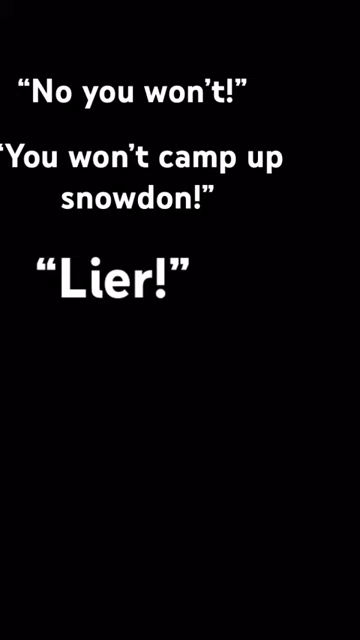 “No you won’t!”
“You won’t camp up
snowdon!”
“Lier!”